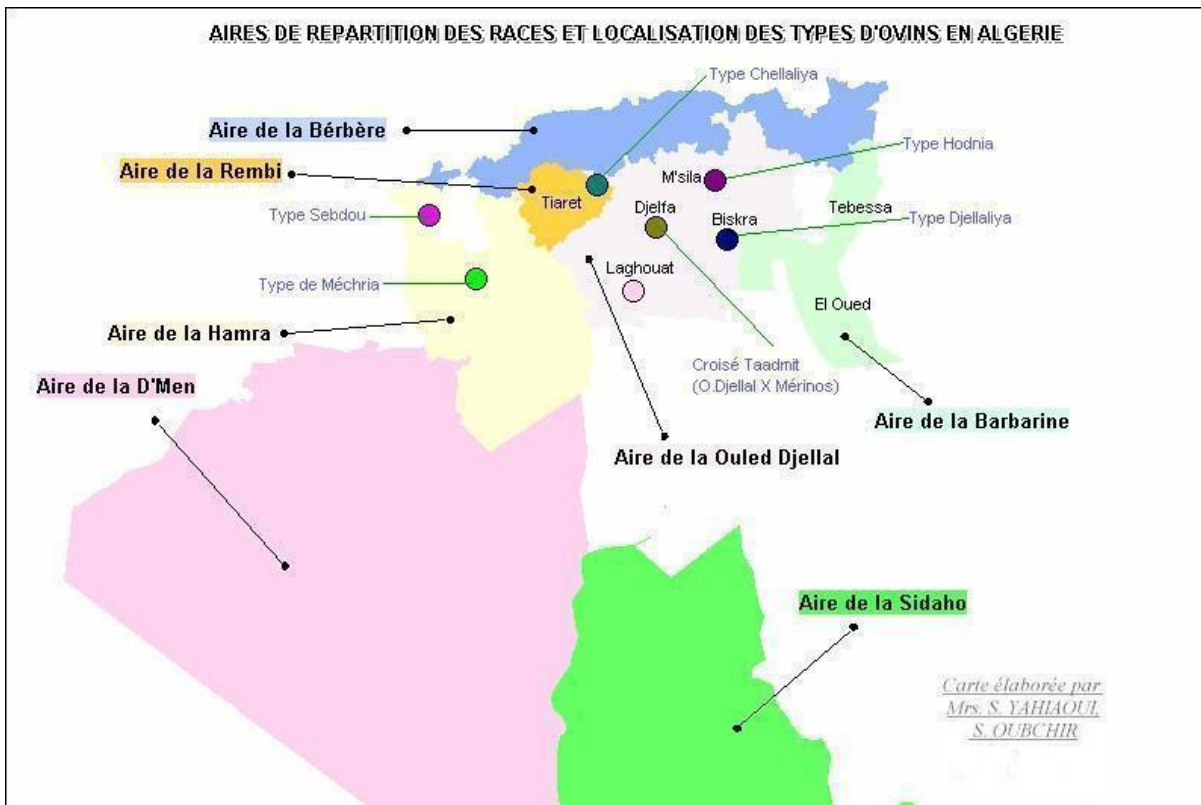 AIRES DE REPARTITION DES RACES ET LOCALISATION DES TYPES D'OVINS EN ALGERIE
Type Chellaliya
Aire de la Bérbère
Type Hodnia
Aire de la Rembi
M'sila
Tiaret
Type Sebdou
Djelfa
Biskra
Tebessa
Type Djellaliya
Laghouat
Type de Méchria
El Oued
Aire de la Hamra
Croisé Taadmit
(O.Djellal X Mérinos)
Aire de la D'Men
Aire de la Barbarine
Aire de la Ouled Djellal
Aire de la Sidaho
Carte élaborée par
Mrs. S. YAHIAOUI,
S. OUBCHIR